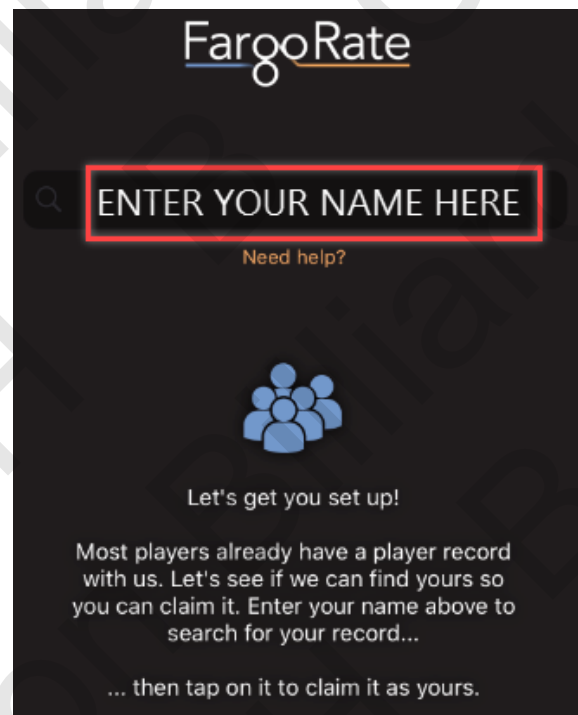 FargoRate
ENTER YOUR NAME HERE
Need help?
Let's get you set up!
Most players already have a player record
with us. Let's see if we can find yours so
you can claim it. Enter your name above to
search for your record...
... then tap on it to claim it as yours.